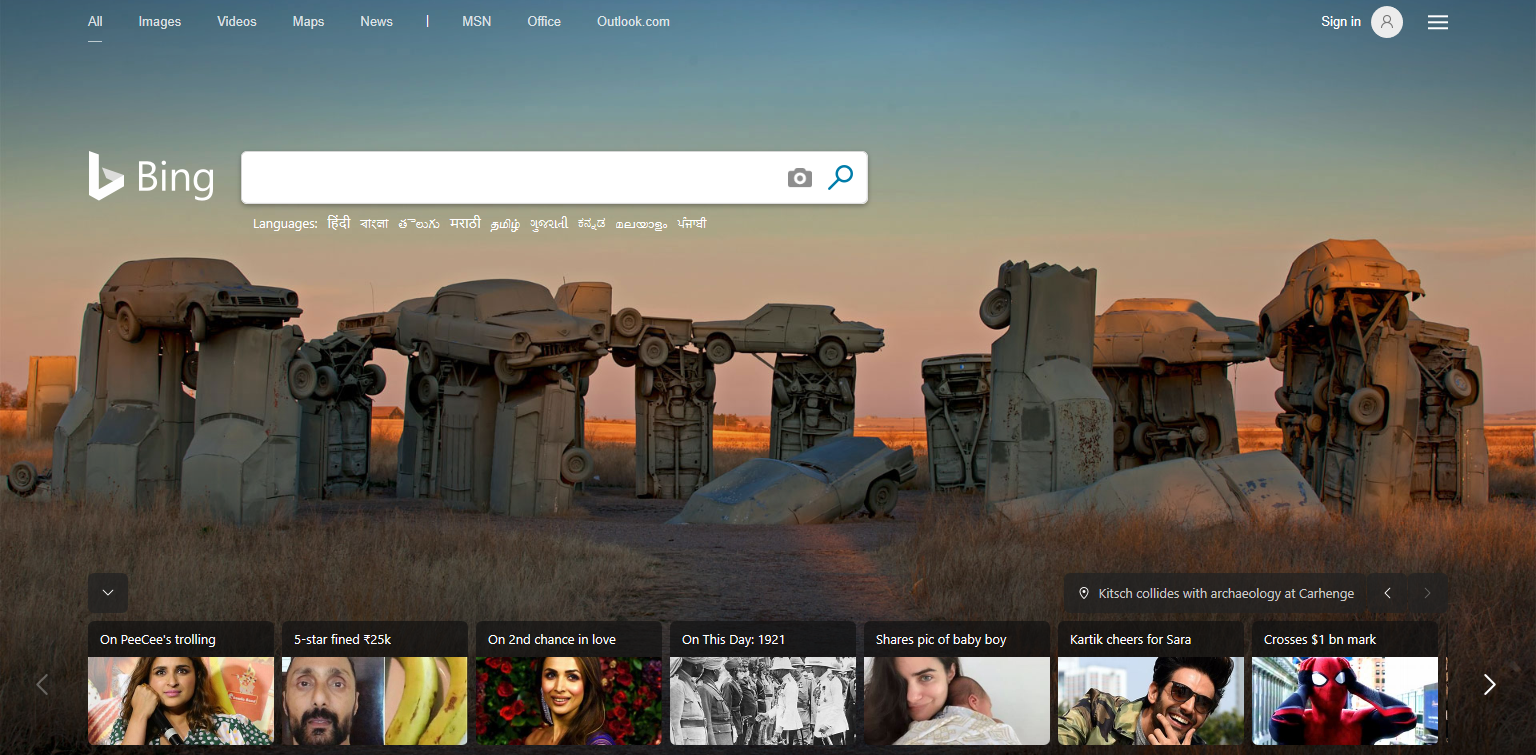 All Images Videos Maps News | MSN Office Outlook.com Sign in
Bing
Languages: हिंदी বাংলা తెలుగు मराठी தமிழ் ગુજરાતી ಕನ್ನಡ മലയാളം ਪੰਜਾਬੀ
Kitsch collides with archaeology at Carhenge
On PeeCee's trolling
5-star fined ₹25k
On 2nd chance in love
On This Day: 1921
Shares pic of baby boy
Kartik cheers for Sara
Crosses $1 bn mark